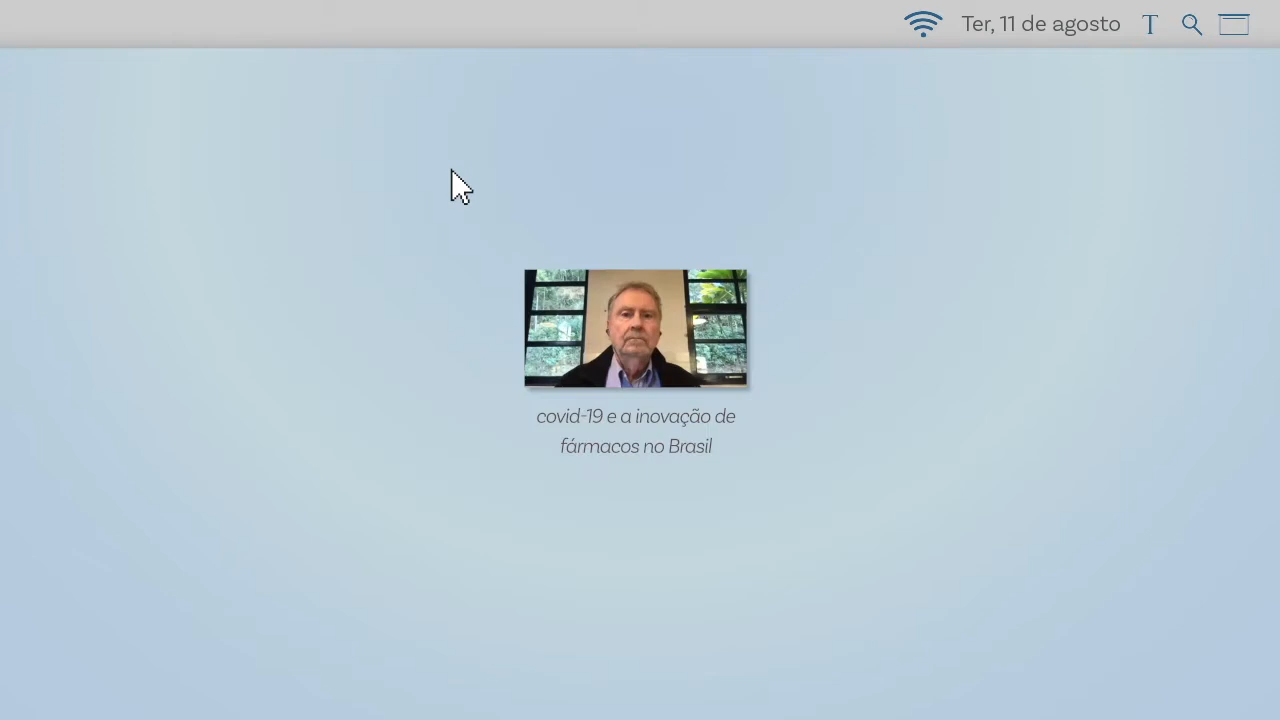 Ter, 11 de agosto T
covid-19 e a inovação de
fármacos no Brasil